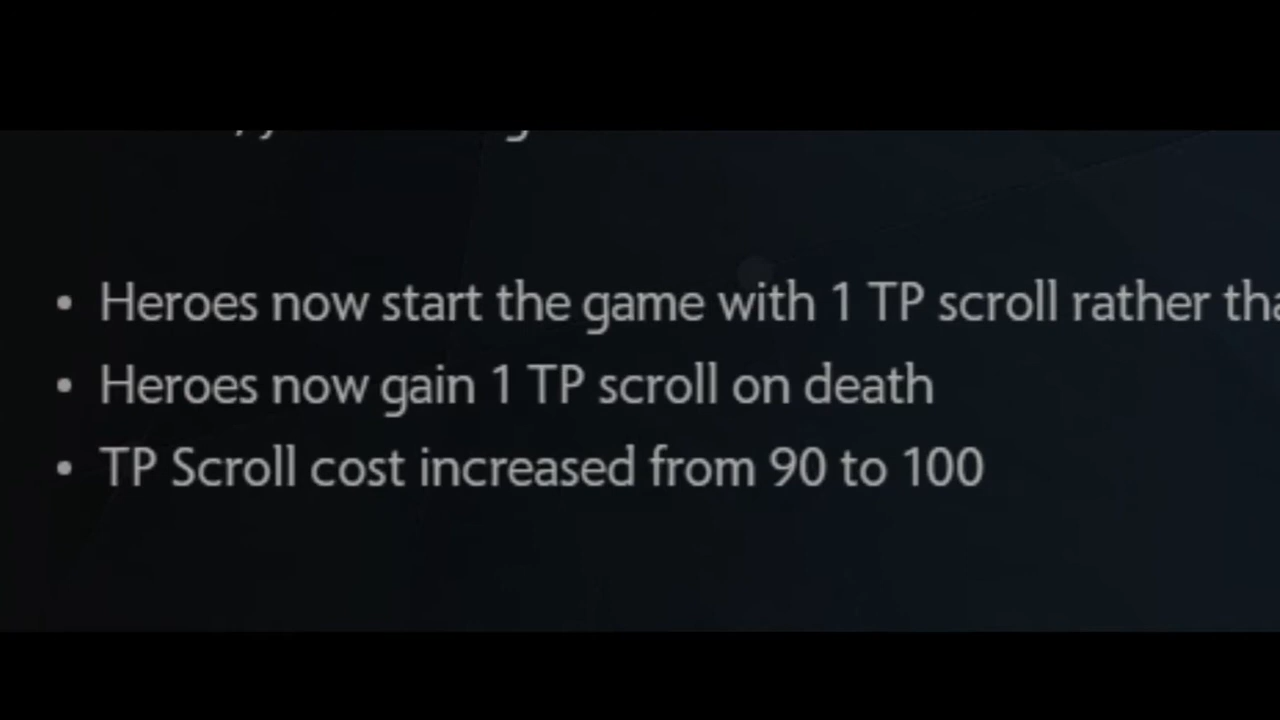 • Heroes now start the game with 1 TP scroll rather
• Heroes now gain 1 TP scroll on death
• TP Scroll cost increased from 90 to 100